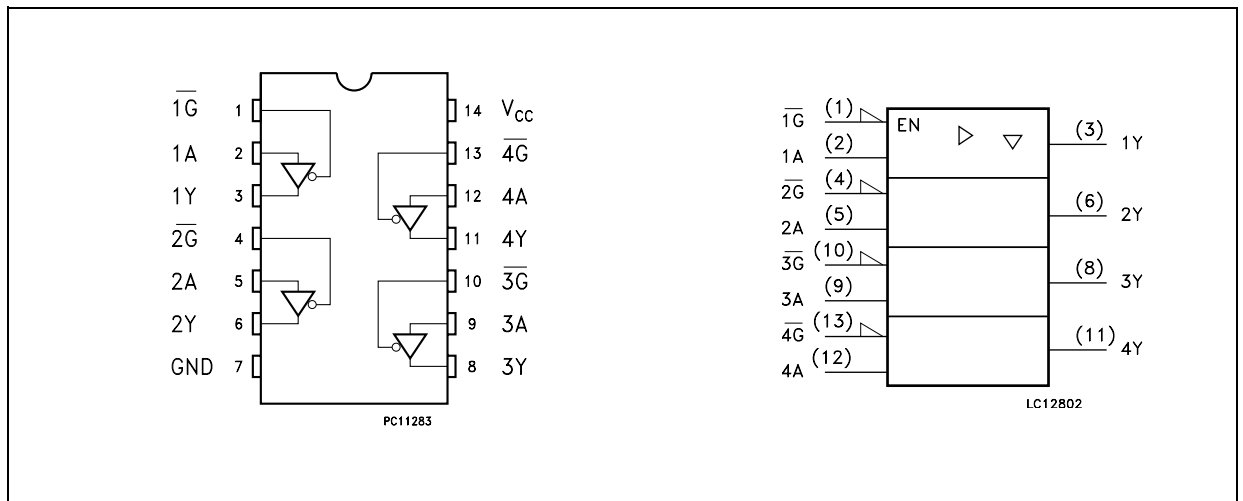 1G 1 14 VCC
1A 2 13 4G
1Y 3 12 4A
2G 4 11 4Y
2A 5 10 3G
2Y 6 9 3A
GND 7 8 3Y
PC11283
1G (1) EN (3) 1Y
1A (2)
2G (4) (6) 2Y
2A (5)
3G (10) (8) 3Y
3A (9)
4G (13) (11) 4Y
4A (12)
LC12802